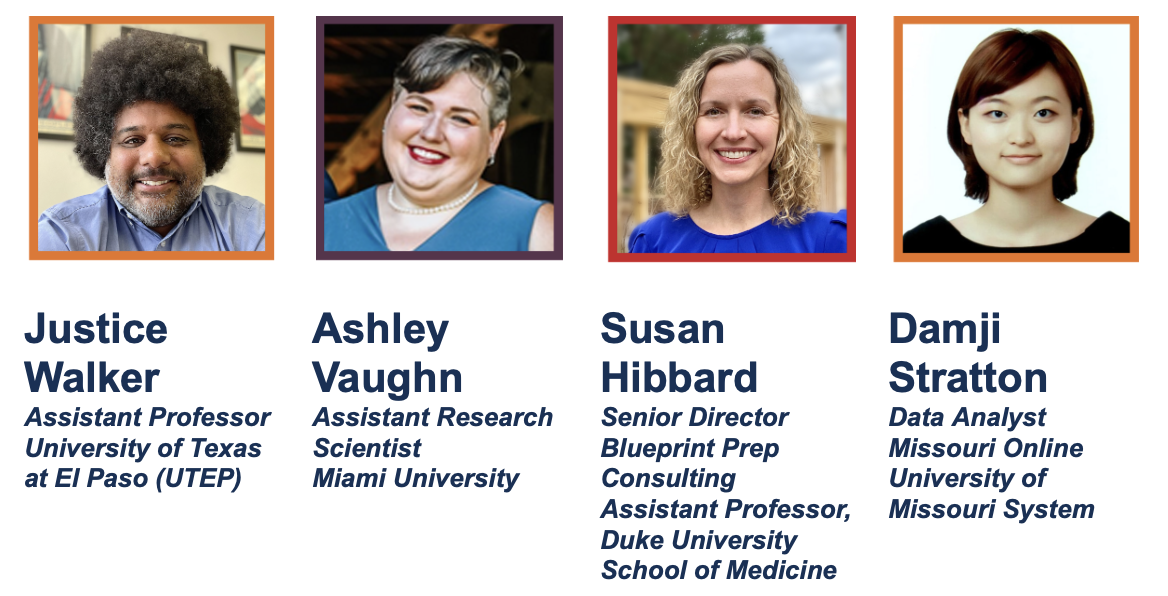 Justice
Walker
Assistant Professor
University of Texas
at El Paso (UTEP)
Ashley
Vaughn
Assistant Research
Scientist
Miami University
Susan
Hibbard
Senior Director
Blueprint Prep
Consulting
Assistant Professor,
Duke University
School of Medicine
Damji
Stratton
Data Analyst
Missouri Online
University of
Missouri System